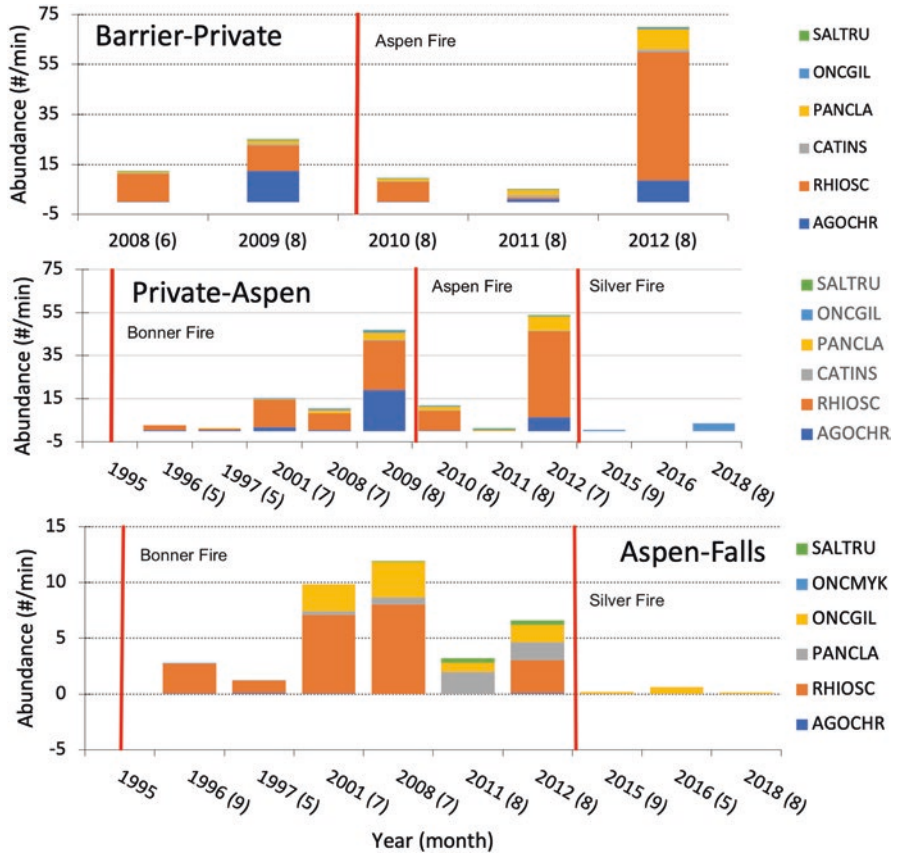 Abundance (#/min)
75
55
35
15
-5
Barrier-Private
Aspen Fire
2008 (6)
2009 (8)
2010 (8)
2011 (8)
2012 (8)
SALTRU
ONCGIL
PANCLA
CATINS
RHIOSC
AGOCHR
Abundance (#/min)
75
55
35
15
-5
Private-Aspen
Bonner Fire
Aspen Fire
Silver Fire
1995
1996 (5)
1997 (5)
2001 (7)
2008 (7)
2009 (8)
2010 (8)
2011 (8)
2012 (7)
2015 (9)
2016
2018 (8)
SALTRU
ONCGIL
PANCLA
CATINS
RHIOSC
AGOCHR
Abundance (#/min)
15
10
5
0
-5
Bonner Fire
Aspen-Falls
Silver Fire
1995
1996 (9)
1997 (5)
2001 (7)
2008 (7)
2011 (8)
2012 (8)
2015 (9)
2016 (5)
2018 (8)
SALTRU
ONCMYK
ONCGIL
PANCLA
RHIOSC
AGOCHR
Year (month)